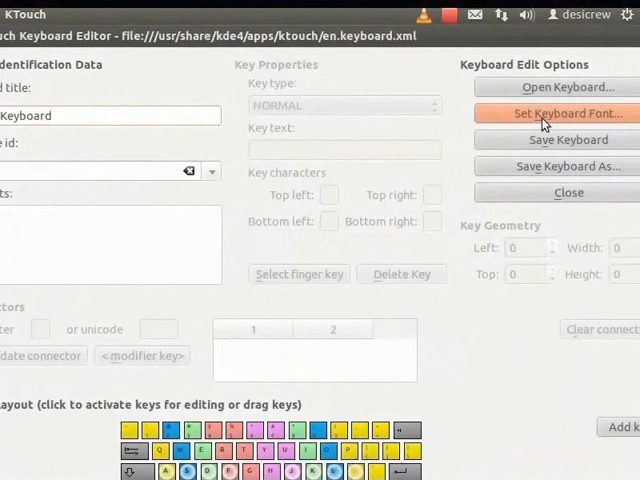 KTouch
desicrew
uch Keyboard Editor - file:///usr/share/kde4/apps/ktouch/en.keyboard.xml
dentification Data
Key Properties
Keyboard Edit Options
d title:
Key type:
Open Keyboard...
Keyboard
NORMAL
Set Keyboard Font...
Key text:
e id:
Save Keyboard
Key characters
Save Keyboard As...
ts:
Top left:
Top right:
Close
Bottom left:
Bottom right:
Key Geometry
Left: 0
Width: 0
Select finger key
Delete Key
Top: 0
Height: 0
ctors
ter
or unicode
1
2
Clear connect
date connector
< modifier key>
ayout (click to activate keys for editing or drag keys)
Add k
Q W E R T Y U I O
A S D F G H J K L